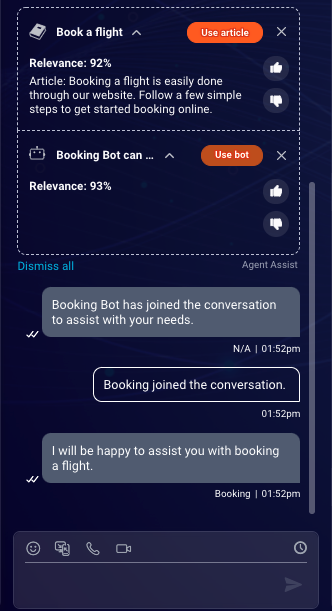 Book a flight
Use article
Relevance: 92%
Article: Booking a flight is easily done
through our website. Follow a few simple
steps to get started booking online.
Booking Bot can ...
Use bot
Relevance: 93%
Dismiss all
Agent Assist
Booking Bot has joined the conversation
to assist with your needs.
N/A | 01:52pm
Booking joined the conversation.
01:52pm
I will be happy to assist you with booking
a flight.
Booking | 01:52pm